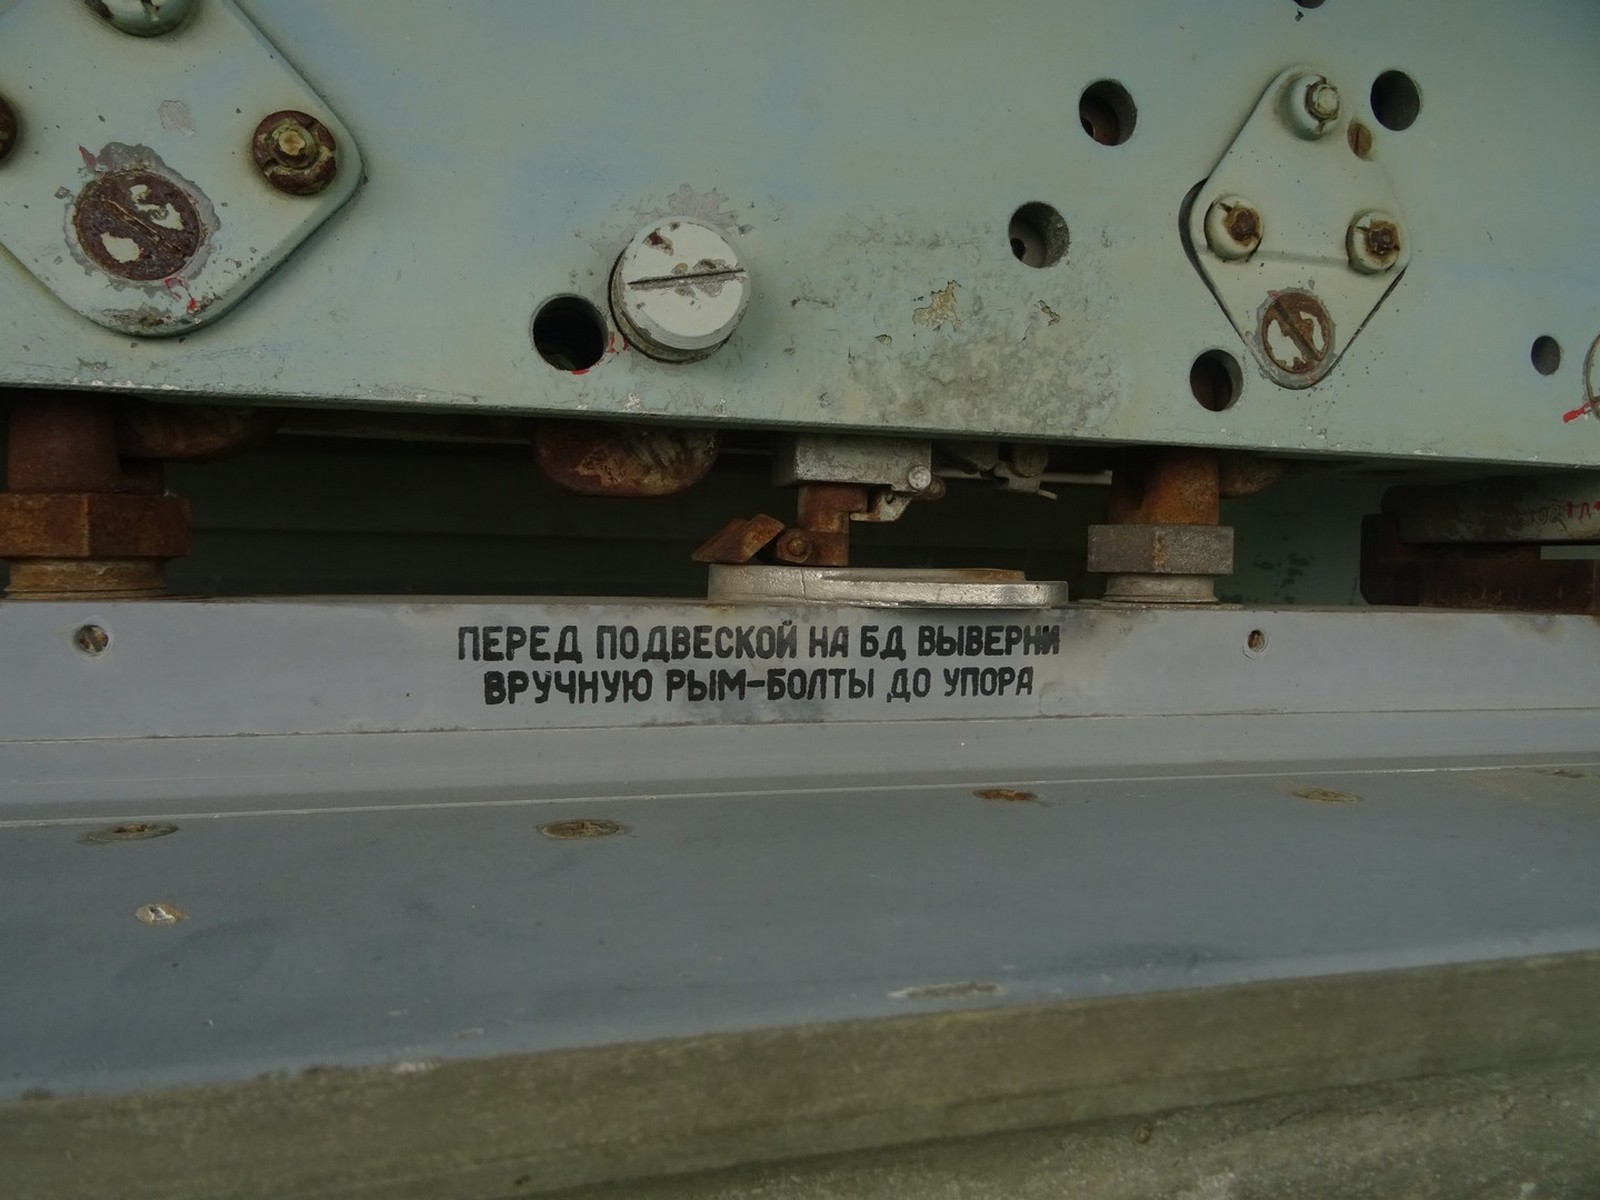 ПЕРЕД ПОДВЕСКОЙ НА БД ВЫВЕРНИ
ВРУЧНУЮ РЫМ-БОЛТЫ ДО УПОРА